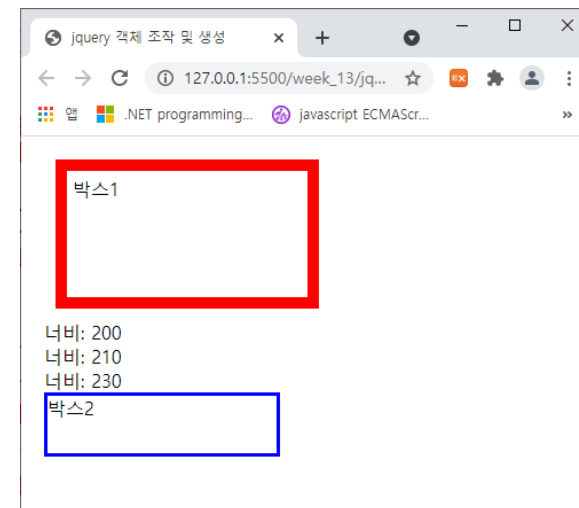 jquery 객체 조작 및 생성
127.0.0.1:5500/week_13/jq...
앱 .NET programming... javascript ECMAScr...
박스1
너비: 200
너비: 210
너비: 230
박스2